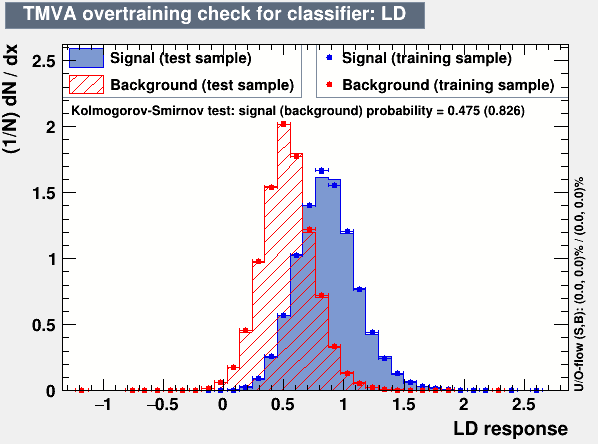 TMVA overtraining check for classifier: LD
Signal (test sample)
Background (test sample)
Signal (training sample)
Background (training sample)
Kolmogorov-Smirnov test: signal (background) probability = 0.475 (0.826)
(1/N) dN / dx
2.5
2
1.5
1
0.5
0
−1 −0.5 0 0.5 1 1.5 2 2.5
LD response
U/O-flow (S,B): (0.0, 0.0)% / (0.0, 0.0)%